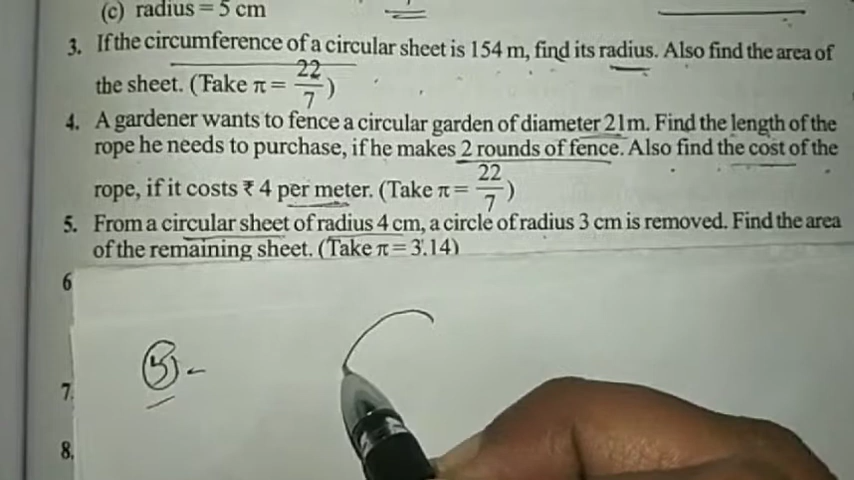 (c) radius = 5 cm
3. If the circumference of a circular sheet is 154 m, find its radius. Also find the area of
the sheet. (Take π = 22/7)
4. A gardener wants to fence a circular garden of diameter 21m. Find the length of the
rope he needs to purchase, if he makes 2 rounds of fence. Also find the cost of the
rope, if it costs ₹ 4 per meter. (Take π = 22/7)
5. From a circular sheet of radius 4 cm, a circle of radius 3 cm is removed. Find the area
of the remaining sheet. (Take π = 3.14)
6
5 -
7.
8.